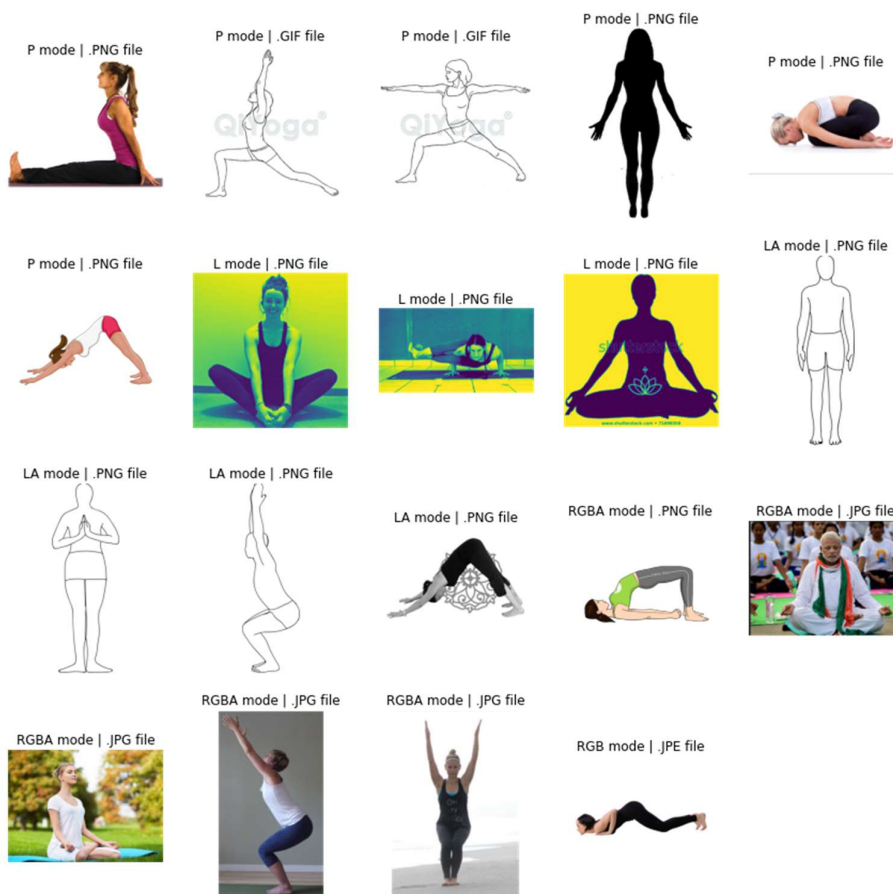 P mode | .PNG file
P mode | .GIF file
P mode | .GIF file
P mode | .PNG file
P mode | .PNG file
QiYoga®
QiYoga®
P mode | .PNG file
L mode | .PNG file
L mode | .PNG file
L mode | .PNG file
LA mode | .PNG file
shutterstock
LA mode | .PNG file
LA mode | .PNG file
LA mode | .PNG file
RGBA mode | .PNG file
RGBA mode | .JPG file
RGBA mode | .JPG file
RGBA mode | .JPG file
RGBA mode | .JPG file
RGB mode | .JPE file